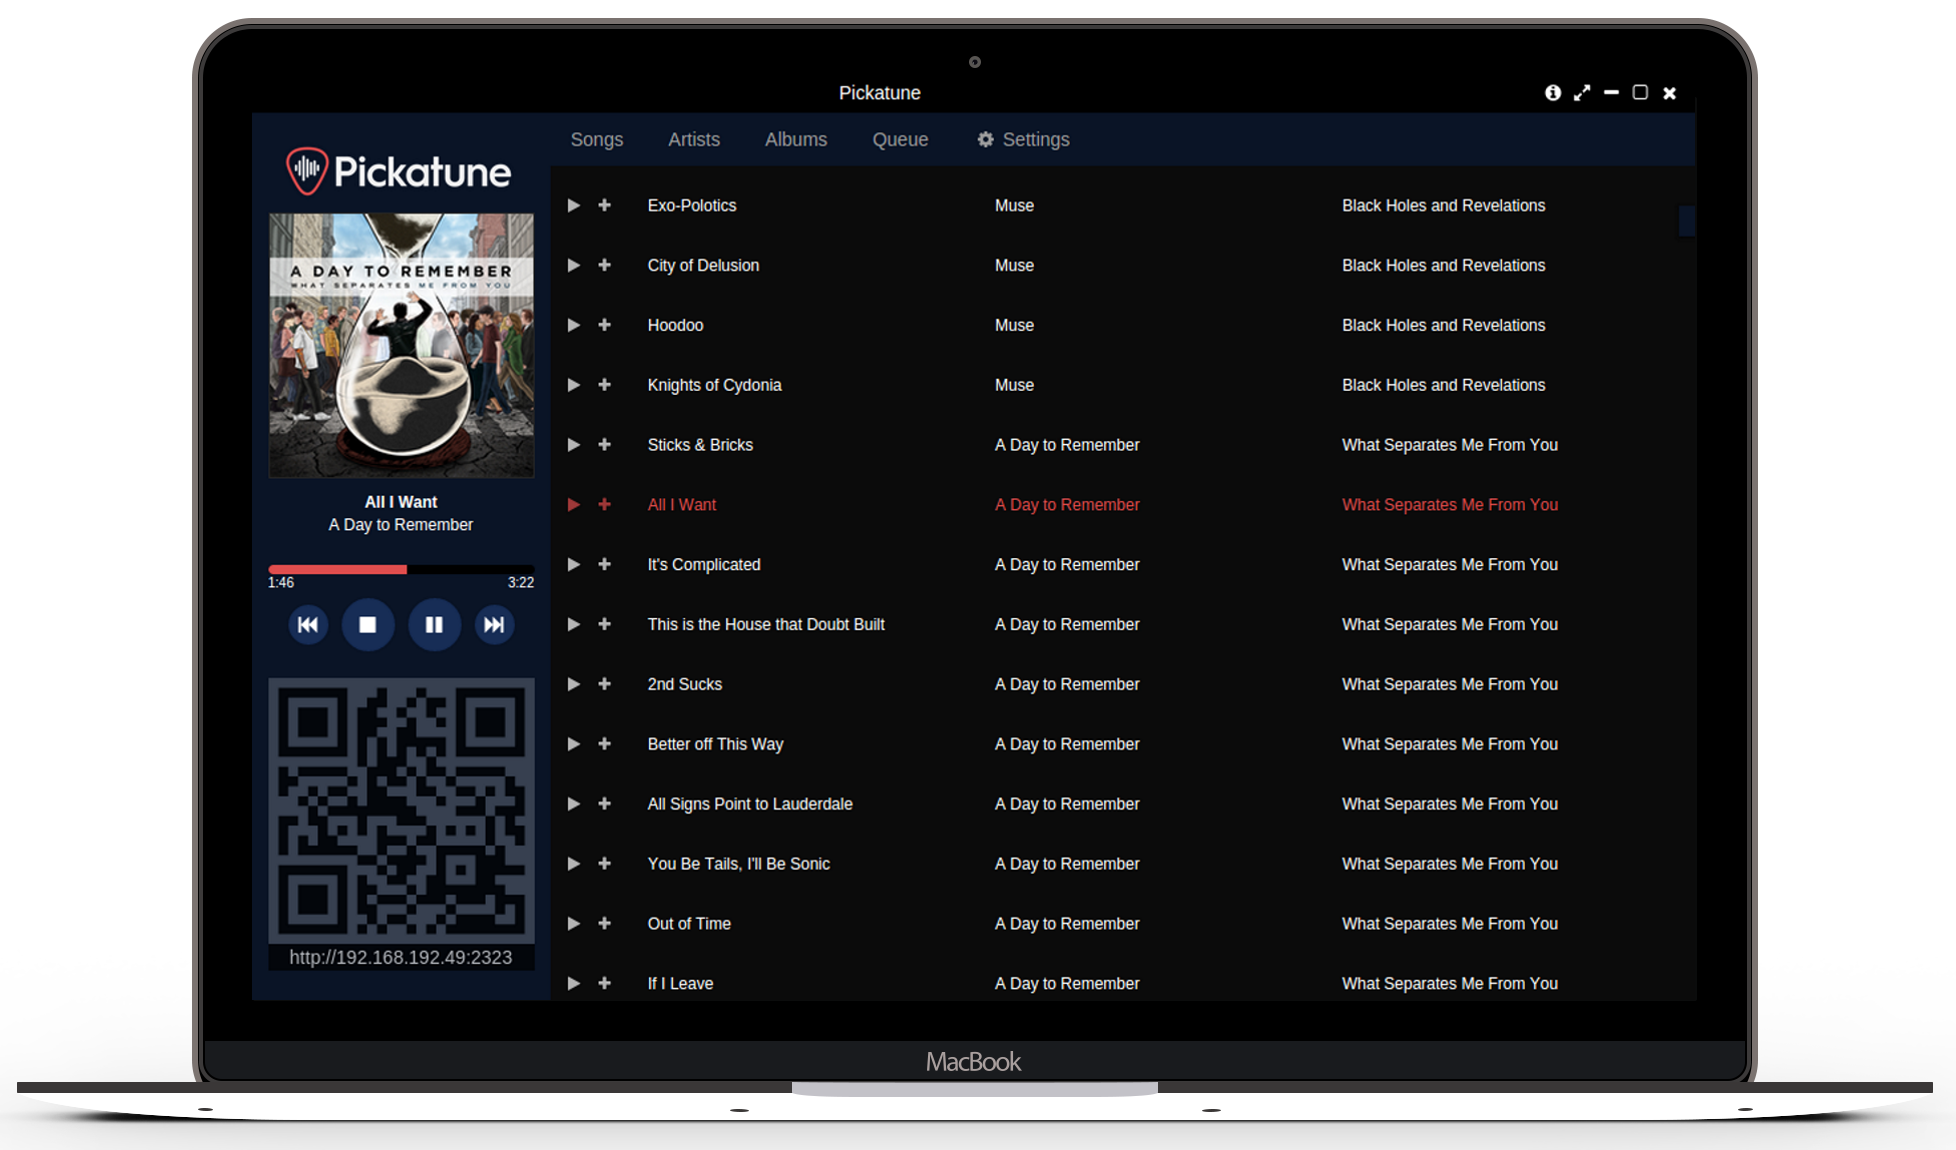 Pickatune
Songs Artists Albums Queue Settings
Pickatune
A DAY TO REMEMBER
WHAT SEPARATES ME FROM YOU
All I Want
A Day to Remember
1:46 3:22
http://192.168.192.49:2323
Exo-Polotics Muse Black Holes and Revelations
City of Delusion Muse Black Holes and Revelations
Hoodoo Muse Black Holes and Revelations
Knights of Cydonia Muse Black Holes and Revelations
Sticks & Bricks A Day to Remember What Separates Me From You
All I Want A Day to Remember What Separates Me From You
It's Complicated A Day to Remember What Separates Me From You
This is the House that Doubt Built A Day to Remember What Separates Me From You
2nd Sucks A Day to Remember What Separates Me From You
Better off This Way A Day to Remember What Separates Me From You
All Signs Point to Lauderdale A Day to Remember What Separates Me From You
You Be Tails, I'll Be Sonic A Day to Remember What Separates Me From You
Out of Time A Day to Remember What Separates Me From You
If I Leave A Day to Remember What Separates Me From You
MacBook